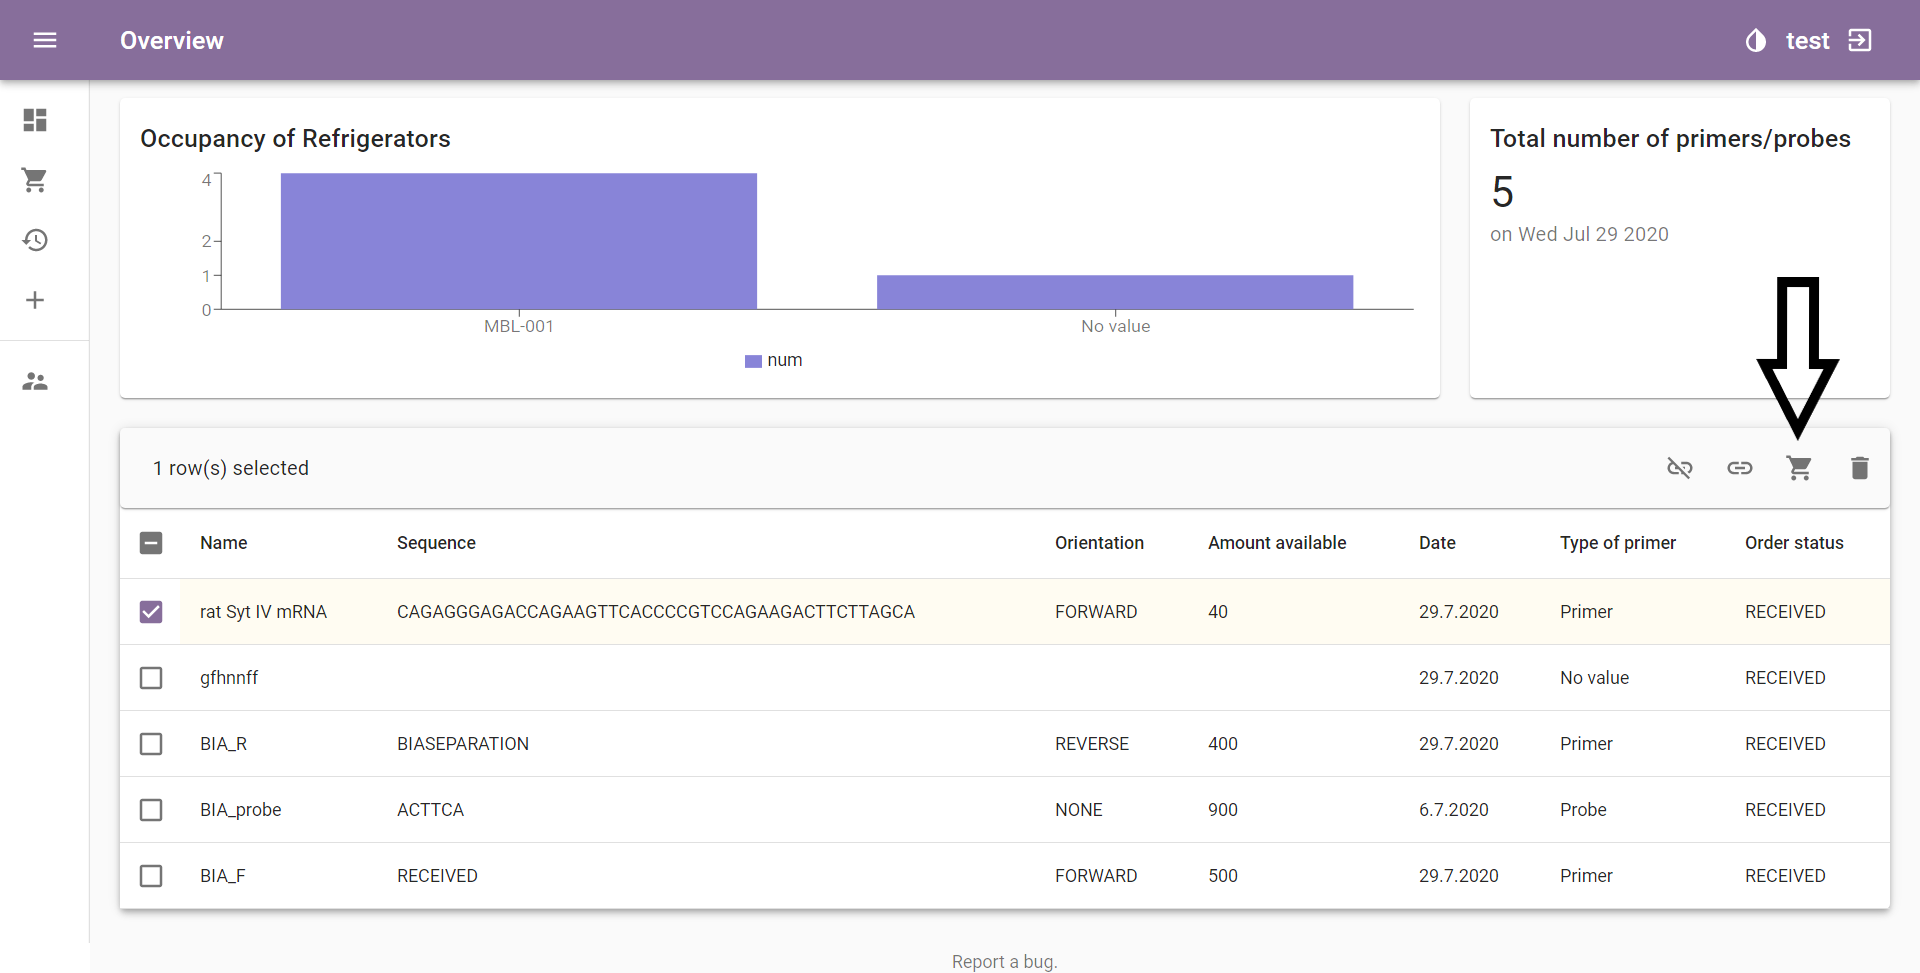 Overview
test
Occupancy of Refrigerators
4
2
1
0
MBL-001
No value
num
Total number of primers/probes
5
on Wed Jul 29 2020
1 row(s) selected
Name Sequence Orientation Amount available Date Type of primer Order status
rat Syt IV mRNA CAGAGGGAGACCAGAAGTTCACCCCGTCCAGAAGACTTCTTAGCA FORWARD 40 29.7.2020 Primer RECEIVED
gfhnnff 29.7.2020 No value RECEIVED
BIA_R BIASEPARATION REVERSE 400 29.7.2020 Primer RECEIVED
BIA_probe ACTTCA NONE 900 6.7.2020 Probe RECEIVED
BIA_F RECEIVED FORWARD 500 29.7.2020 Primer RECEIVED
Report a bug.